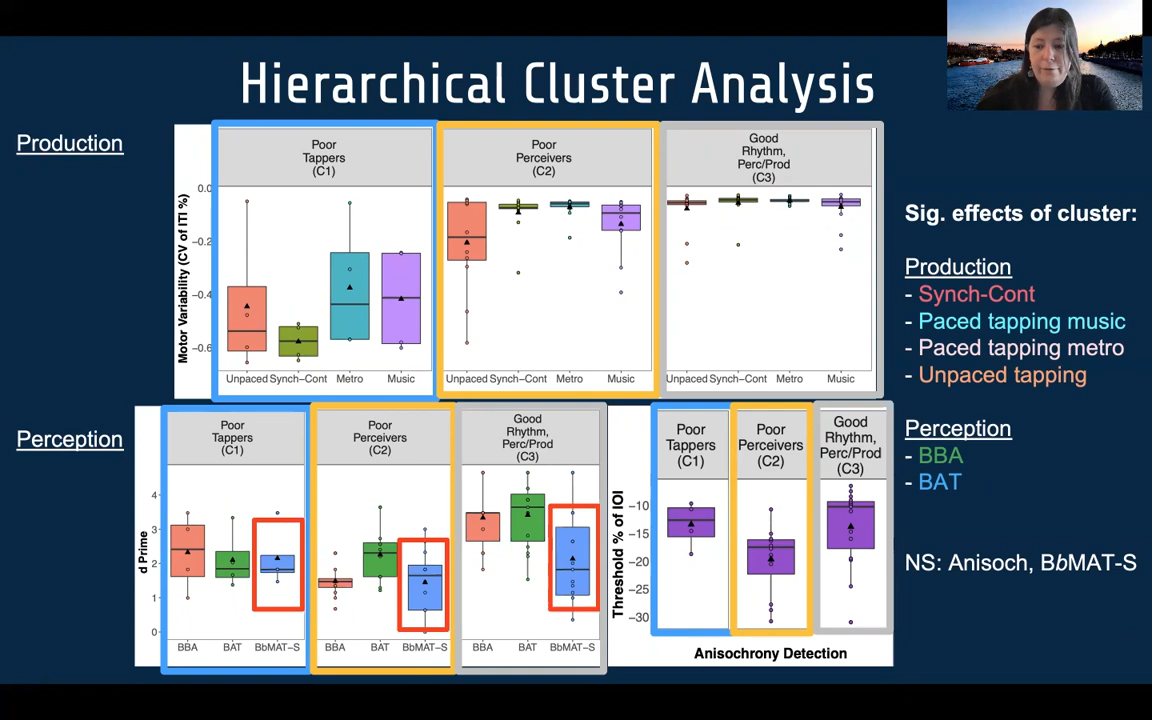 Hierarchical Cluster Analysis
Production
Poor
Tappers
(C1)
Poor
Perceivers
(C2)
Good
Rhythm,
Perc/Prod
(C3)
Motor Variability (CV of ITI %)
0.0
-0.2
-0.4
-0.6
Unpaced Synch-Cont Metro Music
Unpaced Synch-Cont Metro Music
Unpaced Synch-Cont Metro Music
Sig. effects of cluster:
Production
- Synch-Cont
- Paced tapping music
- Paced tapping metro
- Unpaced tapping
Perception
- BBA
- BAT
NS: Anisoch, BbMAT-S
Perception
Poor
Tappers
(C1)
Poor
Perceivers
(C2)
Good
Rhythm,
Perc/Prod
(C3)
d Prime
4
3
2
1
0
BBA BAT BbMAT-S
BBA BAT BbMAT-S
BBA BAT BbMAT-S
Poor
Tappers
(C1)
Poor
Perceivers
(C2)
Good
Rhythm,
Perc/Prod
(C3)
Threshold % of IOI
-10
-15
-20
-25
-30
Anisochrony Detection